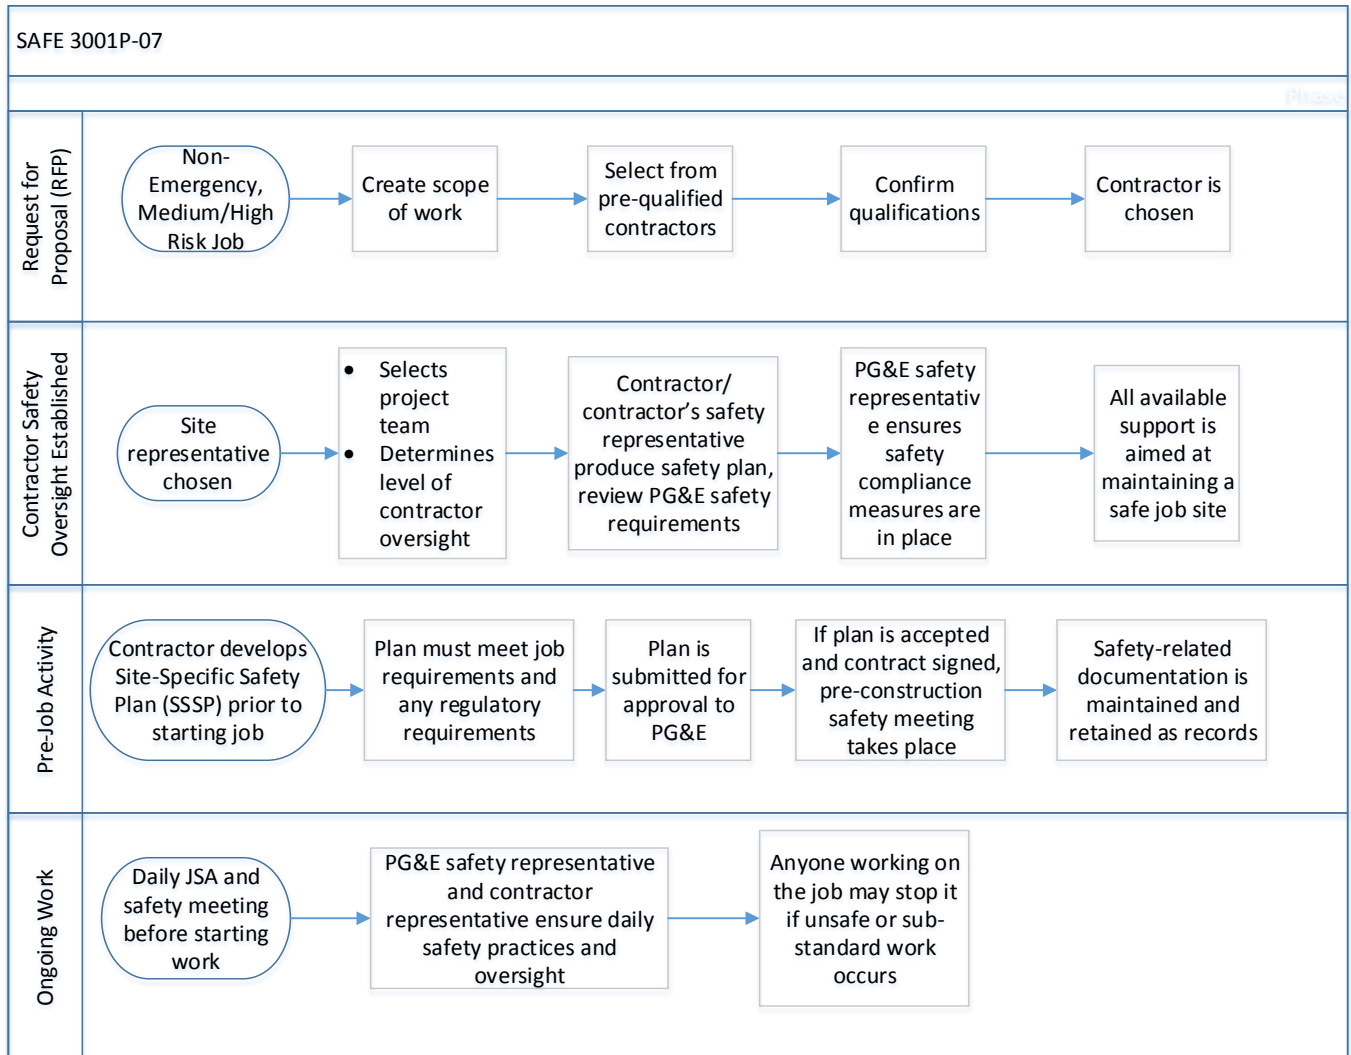 SAFE 3001P-07
Phase
Request for
Proposal (RFP)
Non-
Emergency,
Medium/High
Risk Job
Create scope
of work
Select from
pre-qualified
contractors
Confirm
qualifications
Contractor is
chosen
Contractor Safety
Oversight Established
Site
representative
chosen
• Selects
project
team
• Determines
level of
contractor
oversight
Contractor/
contractor’s safety
representative
produce safety plan,
review PG&E safety
requirements
PG&E safety
representativ
e ensures
safety
compliance
measures are
in place
All available
support is
aimed at
maintaining a
safe job site
Pre-Job Activity
Contractor develops
Site-Specific Safety
Plan (SSSP) prior to
starting job
Plan must meet job
requirements and
any regulatory
requirements
Plan is
submitted for
approval to
PG&E
If plan is accepted
and contract signed,
pre-construction
safety meeting
takes place
Safety-related
documentation is
maintained and
retained as records
Ongoing Work
Daily JSA and
safety meeting
before starting
work
PG&E safety representative
and contractor
representative ensure daily
safety practices and
oversight
Anyone working on
the job may stop it
if unsafe or sub-
standard work
occurs